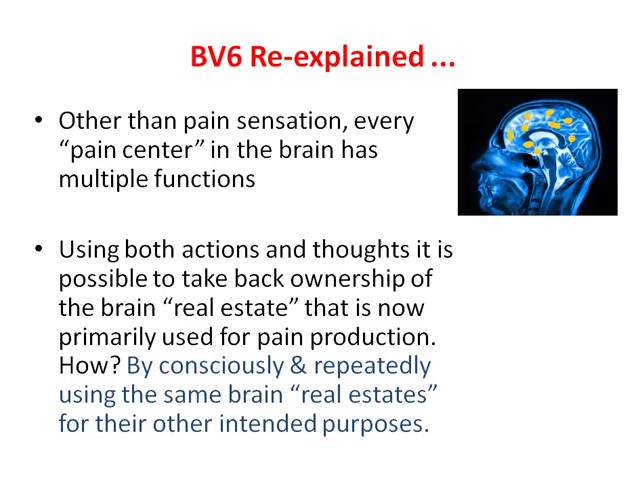 BV6 Re-explained ...
• Other than pain sensation, every
“pain center” in the brain has
multiple functions
• Using both actions and thoughts it is
possible to take back ownership of
the brain “real estate” that is now
primarily used for pain production.
How? By consciously & repeatedly
using the same brain “real estates”
for their other intended purposes.